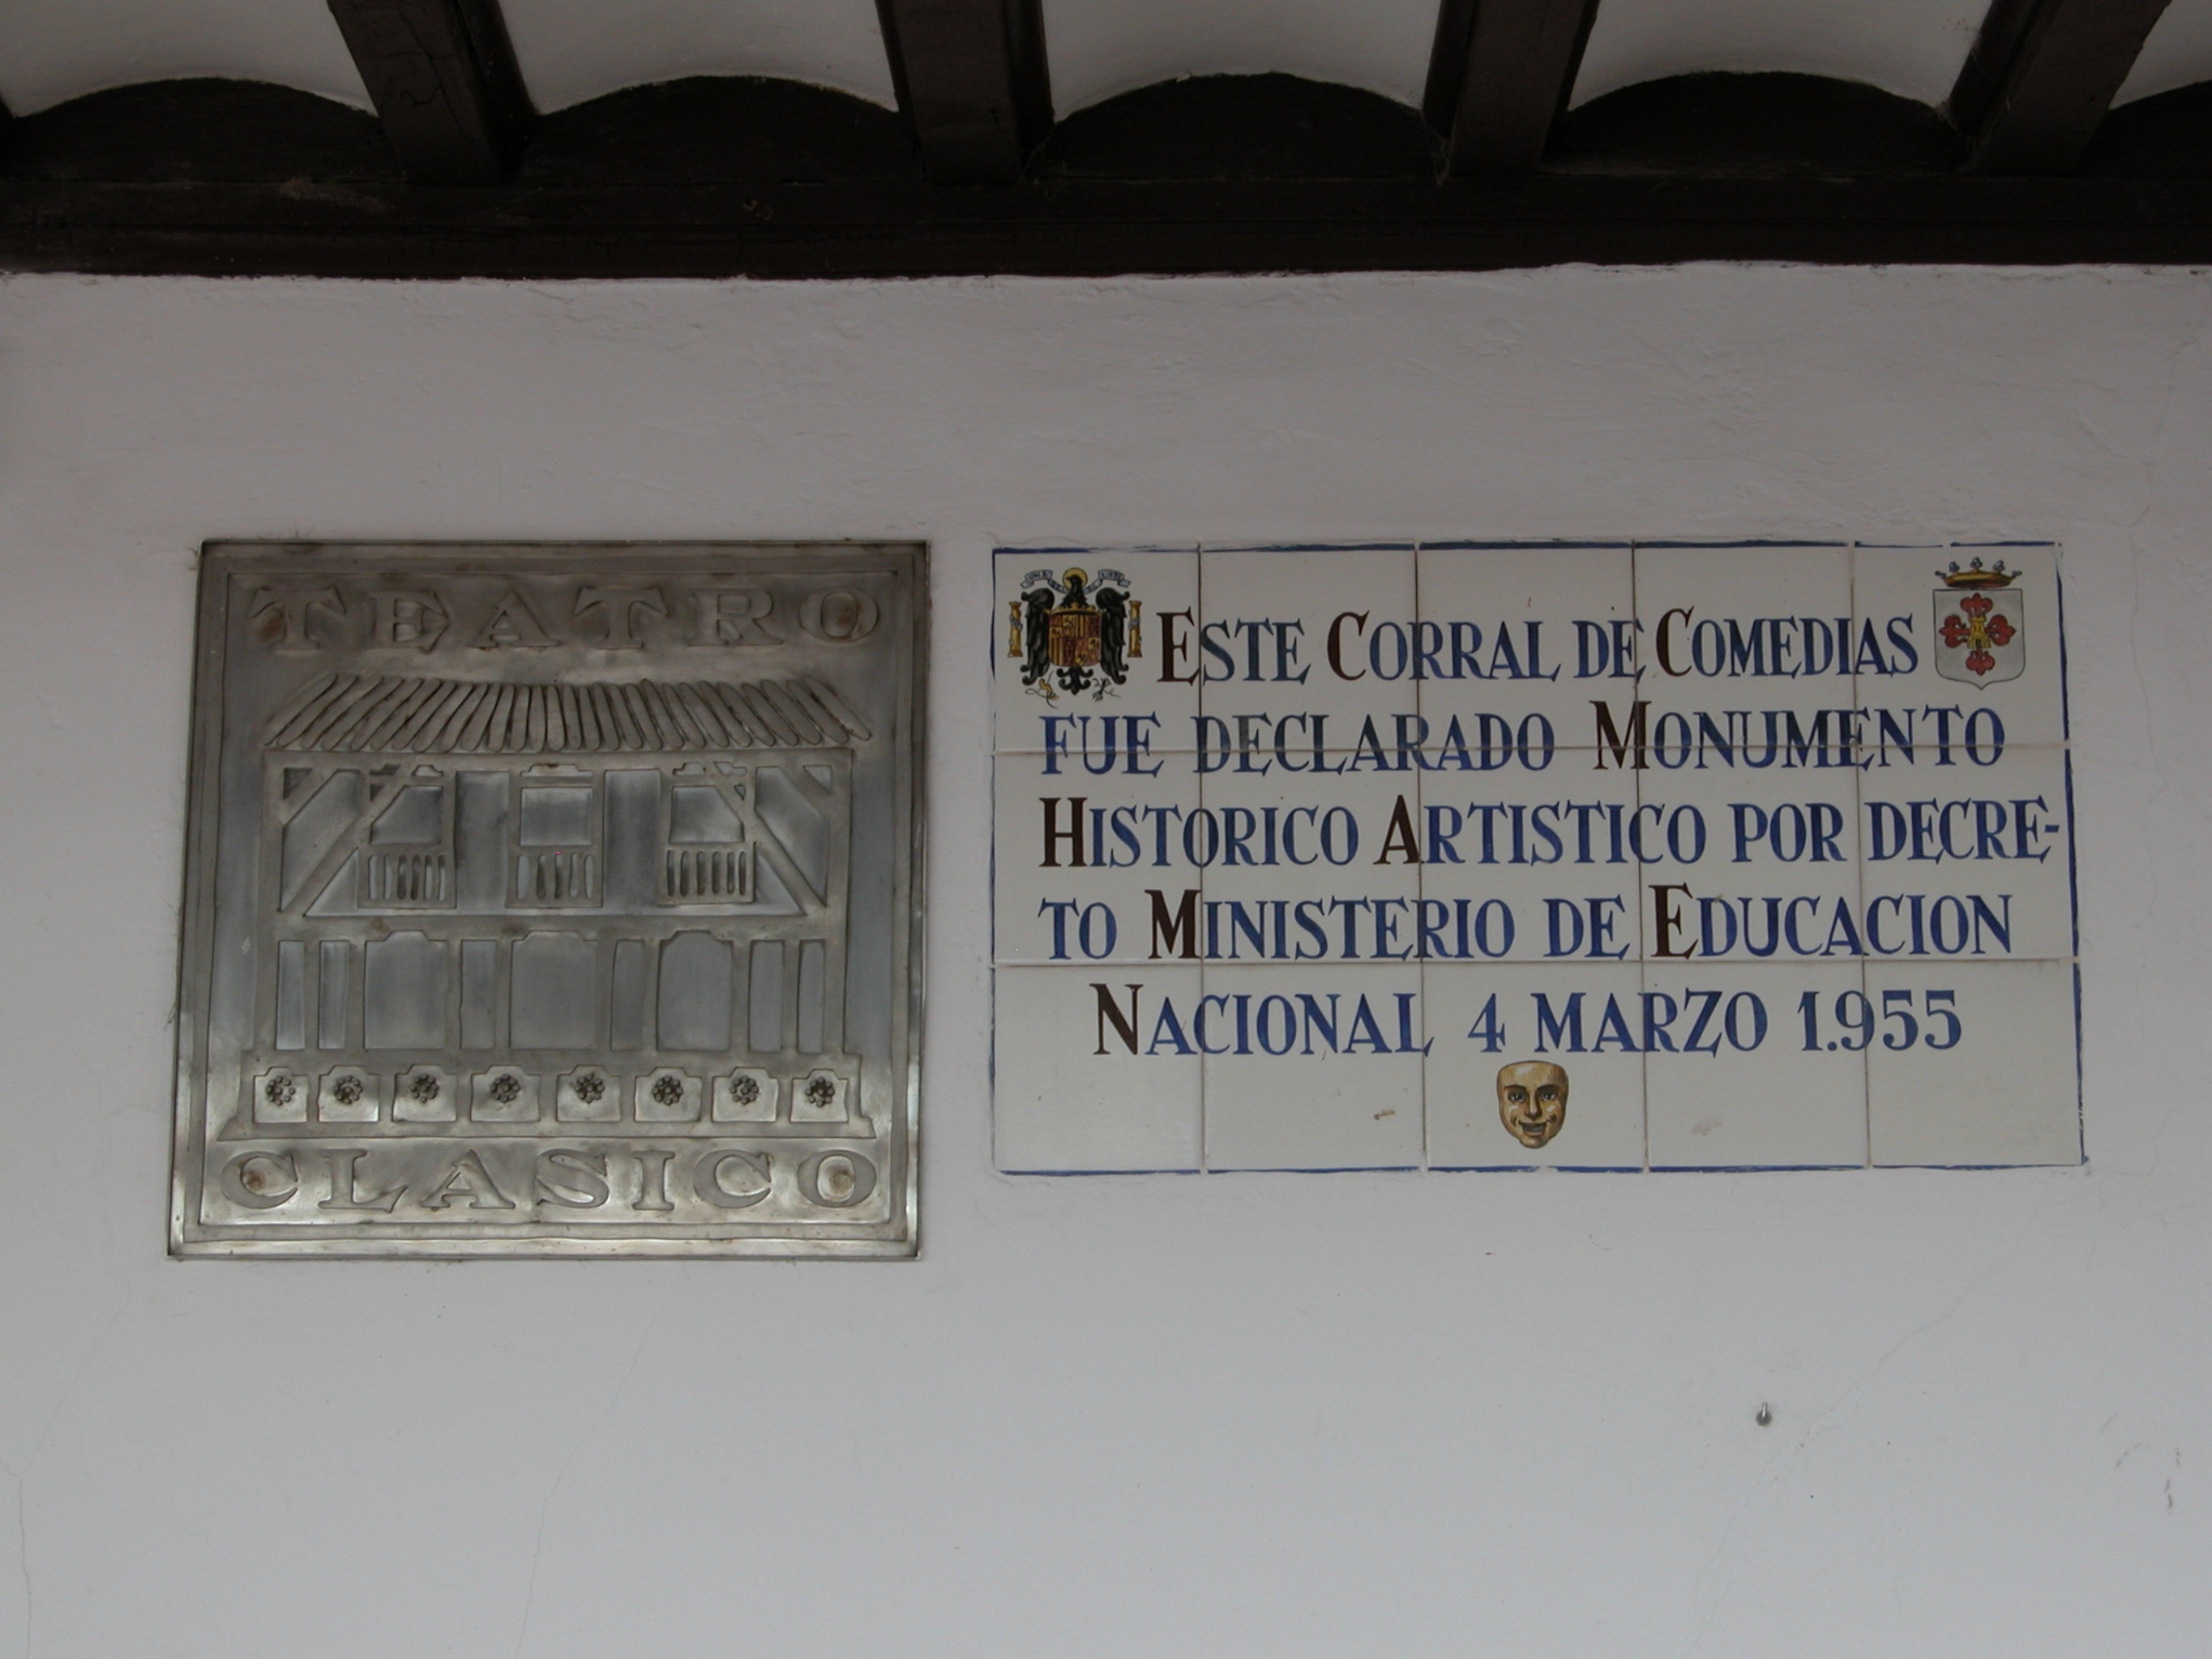 TEATRO
CLASICO
ESTE CORRAL DE COMEDIAS
FUE DECLARADO MONUMENTO
HISTORICO ARTISTICO POR DECRE-
TO MINISTERIO DE EDUCACION
NACIONAL 4 MARZO 1.955